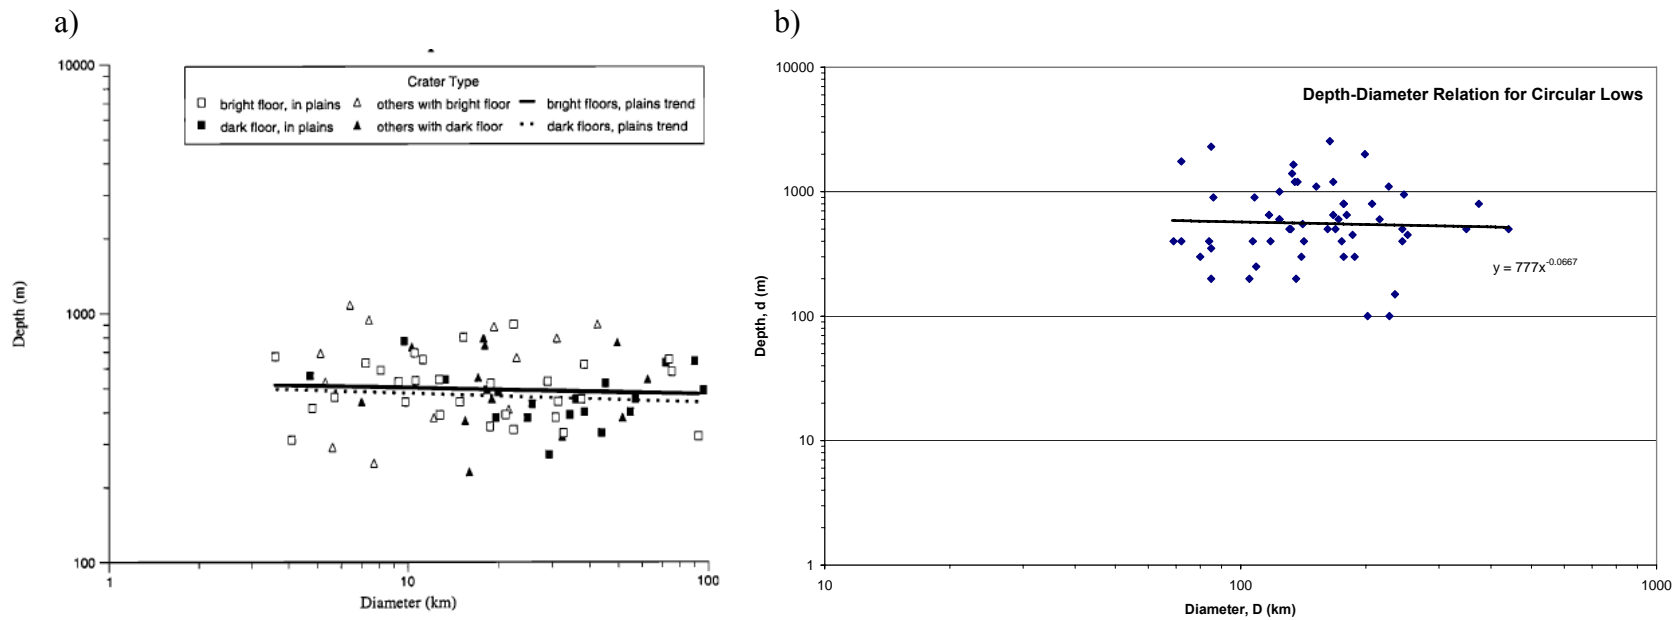 a)
10000
Crater Type
bright floor, in plains
others with bright floor
bright floors, plains trend
dark floor, in plains
others with dark floor
dark floors, plains trend
Depth (m)
1000
100
1
10
100
Diameter (km)
b)
10000
Depth-Diameter Relation for Circular Lows
1000
y = 777x-0.0667
Depth, d (m)
100
10
1
10
100
1000
Diameter, D (km)